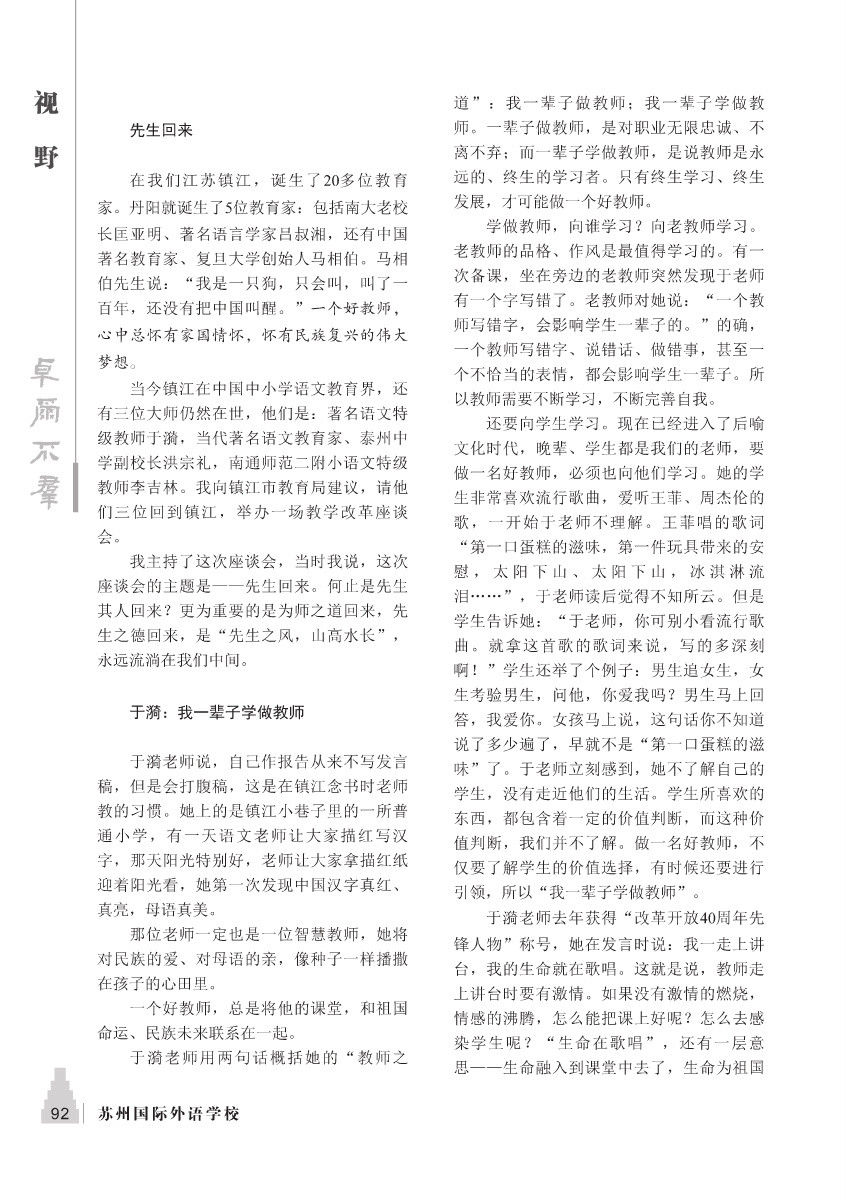 视
野
卓尔不群
先生回来
在我们江苏镇江，诞生了20多位教育
家。丹阳就诞生了5位教育家：包括南大老校
长匡亚明、著名语言学家吕叔湘，还有中国
著名教育家、复旦大学创始人马相伯。马相
伯先生说：“我是一只狗，只会叫，叫了一
百年，还没有把中国叫醒。”一个好教师，
心中总怀有家国情怀，怀有民族复兴的伟大
梦想。
当今镇江在中国中小学语文教育界，还
有三位大师仍然在世，他们是：著名语文特
级教师于漪，当代著名语文教育家、泰州中
学副校长洪宗礼，南通师范二附小语文特级
教师李吉林。我向镇江市教育局建议，请他
们三位回到镇江，举办一场教学改革座谈
会。
我主持了这次座谈会，当时我说，这次
座谈会的主题是——先生回来。何止是先生
其人回来？更为重要的是为师之道回来，先
生之德回来，是“先生之风，山高水长”，
永远流淌在我们中间。
于漪：我一辈子学做教师
于漪老师说，自己作报告从来不写发言
稿，但是会打腹稿，这是在镇江念书时老师
教的习惯。她上的是镇江小巷子里的一所普
通小学，有一天语文老师让大家描红写汉
字，那天阳光特别好，老师让大家拿描红纸
迎着阳光看，她第一次发现中国汉字真红、
真亮，母语真美。
那位老师一定也是一位智慧教师，她将
对民族的爱、对母语的亲，像种子一样播撒
在孩子的心田里。
一个好教师，总是将他的课堂，和祖国
命运、民族未来联系在一起。
于漪老师用两句话概括她的“教师之
道”：我一辈子做教师；我一辈子学做教
师。一辈子做教师，是对职业无限忠诚、不
离不弃；而一辈子学做教师，是说教师是永
远的、终生的学习者。只有终生学习、终生
发展，才可能做一个好教师。
学做教师，向谁学习？向老教师学习。
老教师的品格、作风是最值得学习的。有一
次备课，坐在旁边的老教师突然发现于老师
有一个字写错了。老教师对她说：“一个教
师写错字，会影响学生一辈子的。”的确，
一个教师写错字、说错话、做错事，甚至一
个不恰当的表情，都会影响学生一辈子。所
以教师需要不断学习，不断完善自我。
还要向学生学习。现在已经进入了后喻
文化时代，晚辈、学生都是我们的老师，要
做一名好教师，必须也向他们学习。她的学
生非常喜欢流行歌曲，爱听王菲、周杰伦的
歌，一开始于老师不理解。王菲唱的歌词
“第一口蛋糕的滋味，第一件玩具带来的安
慰，太阳下山、太阳下山，冰淇淋流
泪……”，于老师读后觉得不知所云。但是
学生告诉她：“于老师，你可别小看流行歌
曲。就拿这首歌的歌词来说，写的多深刻
啊！”学生还举了个例子：男生追女生，女
生考验男生，问他，你爱我吗？男生马上回
答，我爱你。女孩马上说，这句话你不知道
说了多少遍了，早就不是“第一口蛋糕的滋
味”了。于老师立刻感到，她不了解自己的
学生，没有走近他们的生活。学生所喜欢的
东西，都包含着一定的价值判断，而这种价
值判断，我们并不了解。做一名好教师，不
仅要了解学生的价值选择，有时候还要进行
引领，所以“我一辈子学做教师”。
于漪老师去年获得“改革开放40周年先
锋人物”称号，她在发言时说：我一走上讲
台，我的生命就在歌唱。这就是说，教师走
上讲台时要有激情。如果没有激情的燃烧，
情感的沸腾，怎么能把课上好呢？怎么去感
染学生呢？“生命在歌唱”，还有一层意
思——生命融入到课堂中去了，生命为祖国
92
苏州国际外语学校